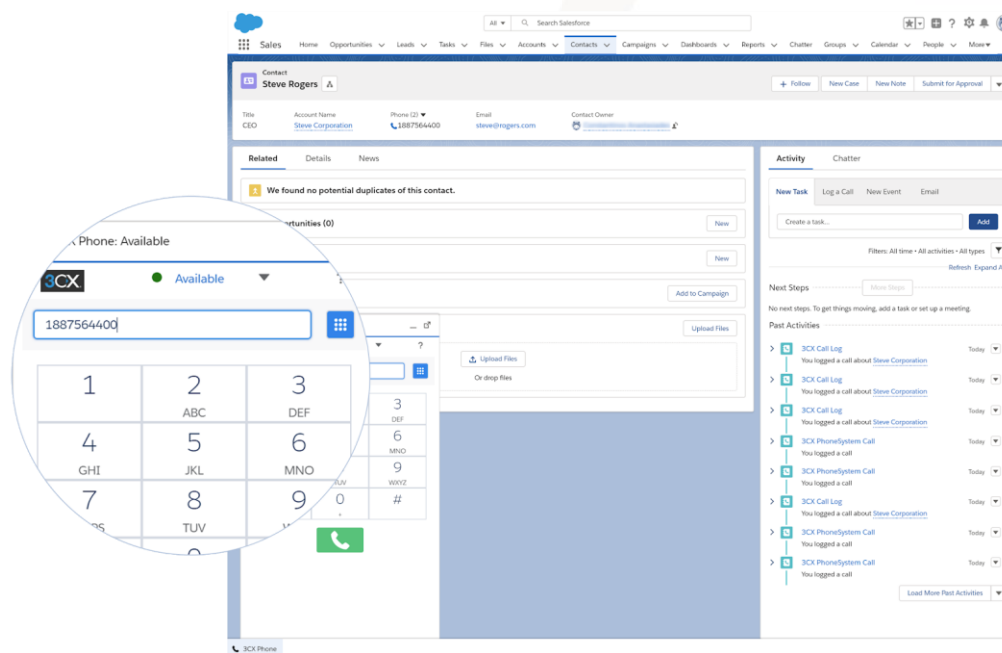 All
Search Salesforce
Sales Home Opportunities Leads Tasks Files Accounts Contacts Campaigns Dashboards Reports Chatter Groups Calendar People More
Contact
Steve Rogers
+ Follow New Case New Note Submit for Approval
Title Account Name Phone (2) Email Contact Owner
CEO Steve Corporation 1887564400 steve@rogers.com
Related Details News
We found no potential duplicates of this contact.
(0)
New
New
Add to Campaign
Upload Files
Upload Files
Or drop files
Phone: Available
3CX Available
1887564400
1 2 3
ABC DEF
4 5 6
GHI JKL MNO
7 8 9
TUV
?
3
DEF
6
MNO
9
WXYZ
0 #
Activity Chatter
New Task Log a Call New Event Email
Create a task... Add
Filters: All time • All activities • All types
Refresh Expand
Next Steps More Steps
No next steps. To get things moving, add a task or set up a meeting.
Past Activities
3CX Call Log Today
You logged a call about Steve Corporation
3CX Call Log Today
You logged a call about Steve Corporation
3CX Call Log Today
You logged a call about Steve Corporation
3CX PhoneSystem Call Today
You logged a call
3CX PhoneSystem Call Today
You logged a call
3CX Call Log Today
You logged a call about Steve Corporation
3CX PhoneSystem Call Today
You logged a call
3CX PhoneSystem Call Today
You logged a call
Load More Past Activities
3CX Phone